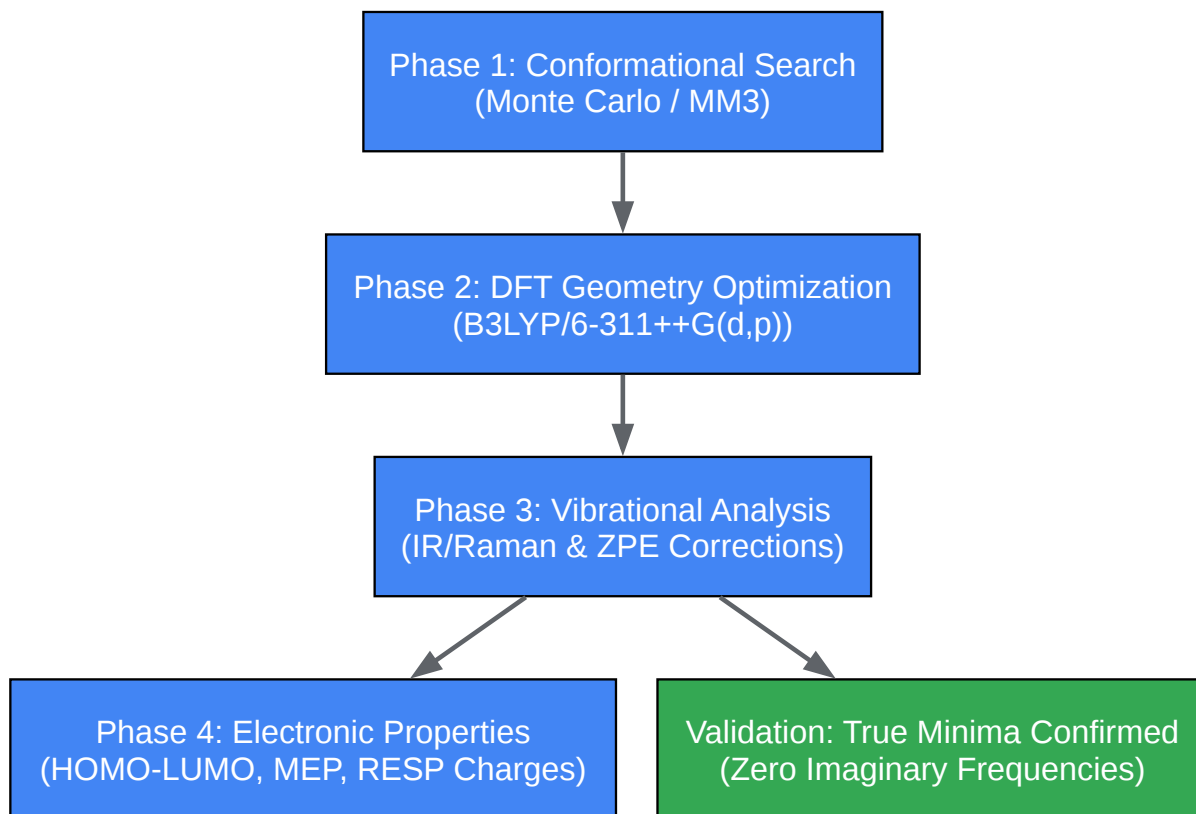 Phase 1: Conformational Search
(Monte Carlo / MM3)
Phase 2: DFT Geometry Optimization
(B3LYP/6-311++G(d,p))
Phase 3: Vibrational Analysis
(IR/Raman & ZPE Corrections)
Phase 4: Electronic Properties
(HOMO-LUMO, MEP, RESP Charges)
Validation: True Minima Confirmed
(Zero Imaginary Frequencies)